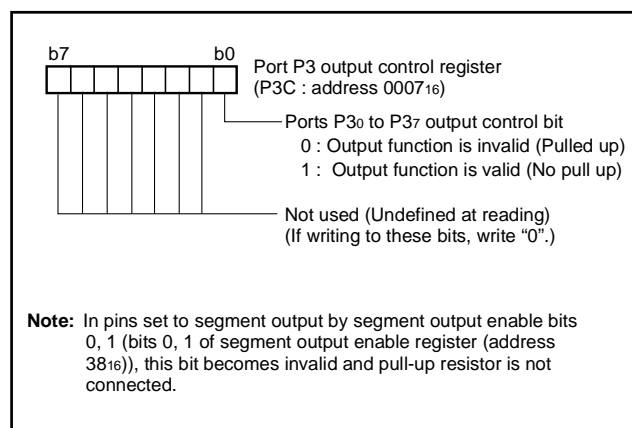 b7 b0
Port P3 output control register
(P3C : address 000716)
Ports P30 to P37 output control bit
0 : Output function is invalid (Pulled up)
1 :  Output function is valid (No pull up)
Not used (Undefined at reading)
(If writing to these bits, write “0”.)
Note: In pins set to segment output by segment output enable bits
0, 1 (bits 0, 1 of segment output enable register (address
3816)), this bit becomes invalid and pull-up resistor is not
connected.